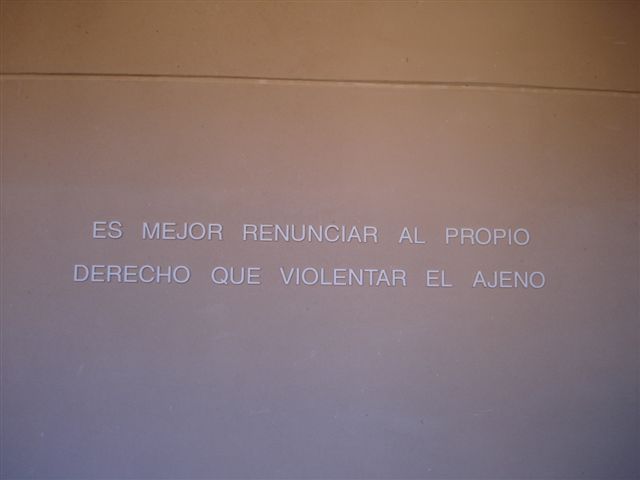 ES MEJOR RENUNCIAR AL PROPIO
DERECHO QUE VIOLENTAR EL AJENO